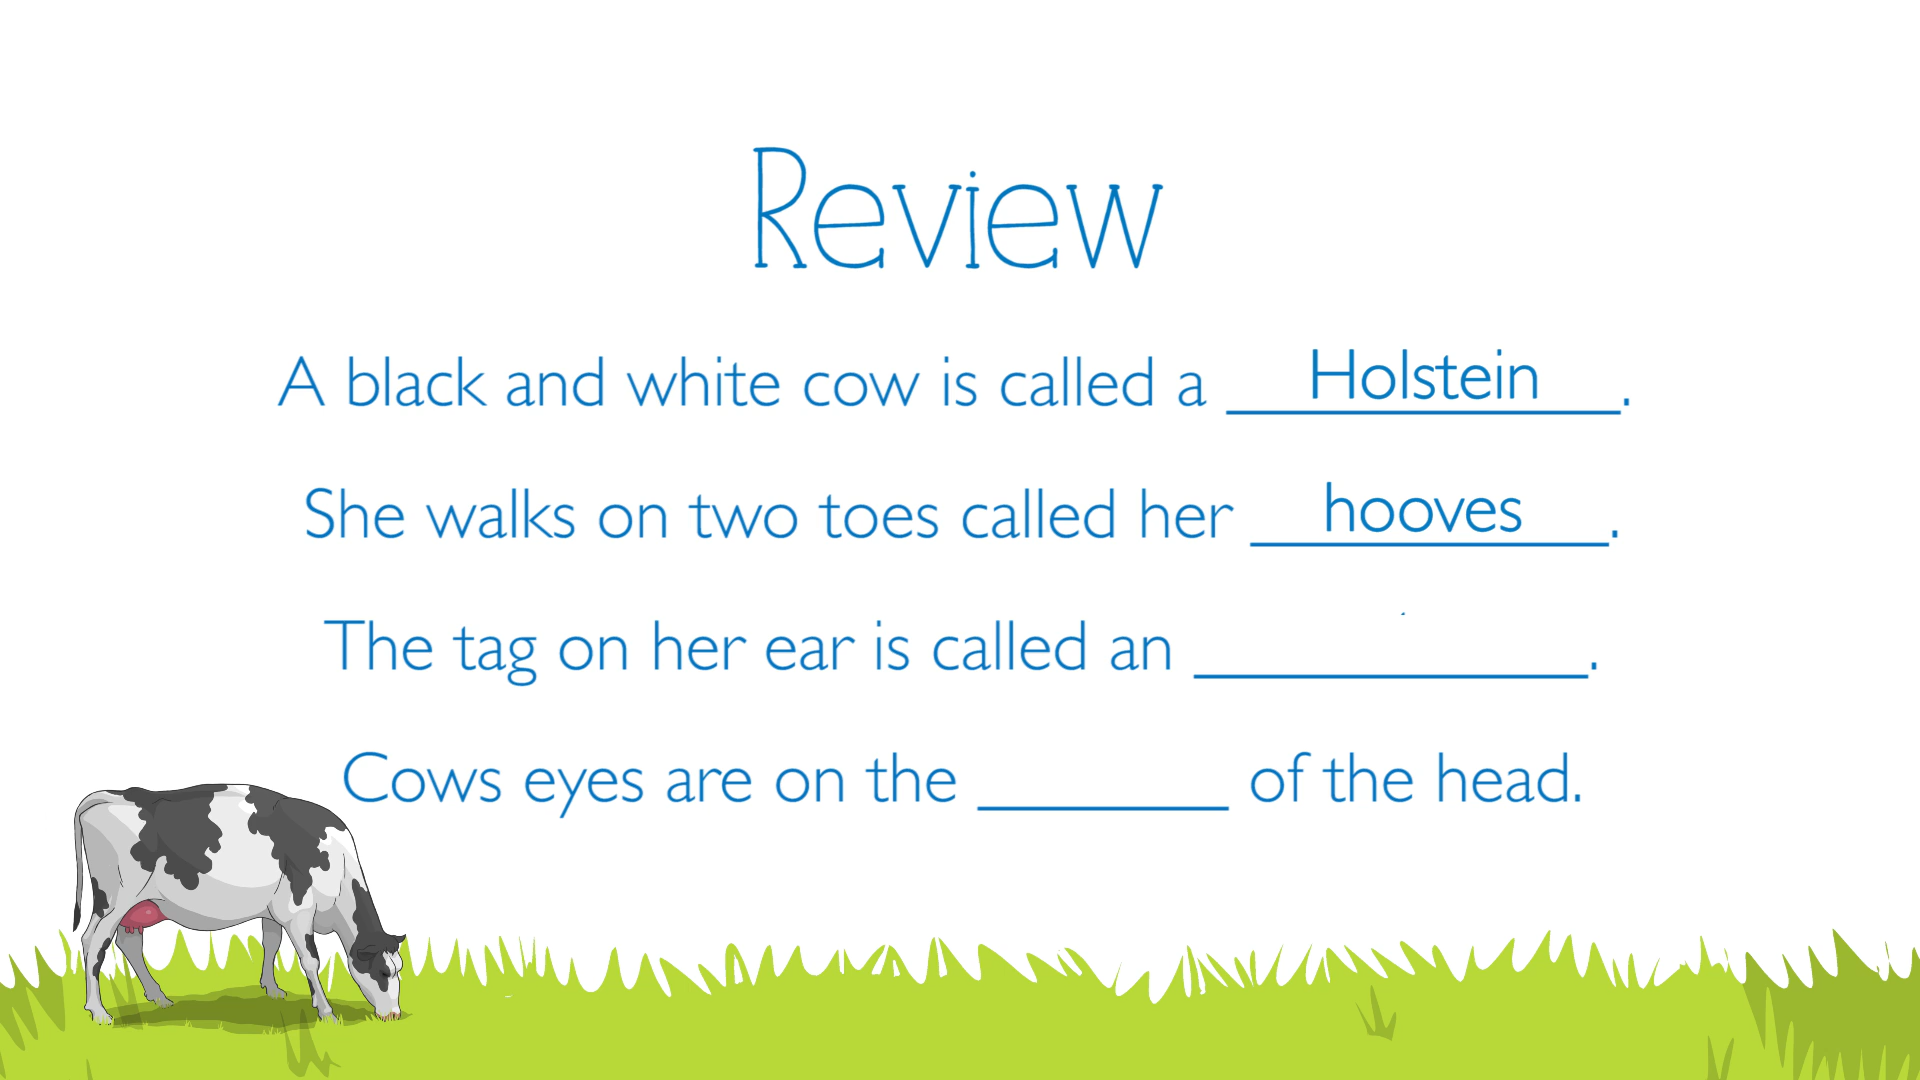 Review
A black and white cow is called a Holstein.
She walks on two toes called her hooves.
The tag on her ear is called an ____________.
Cows eyes are on the ________ of the head.